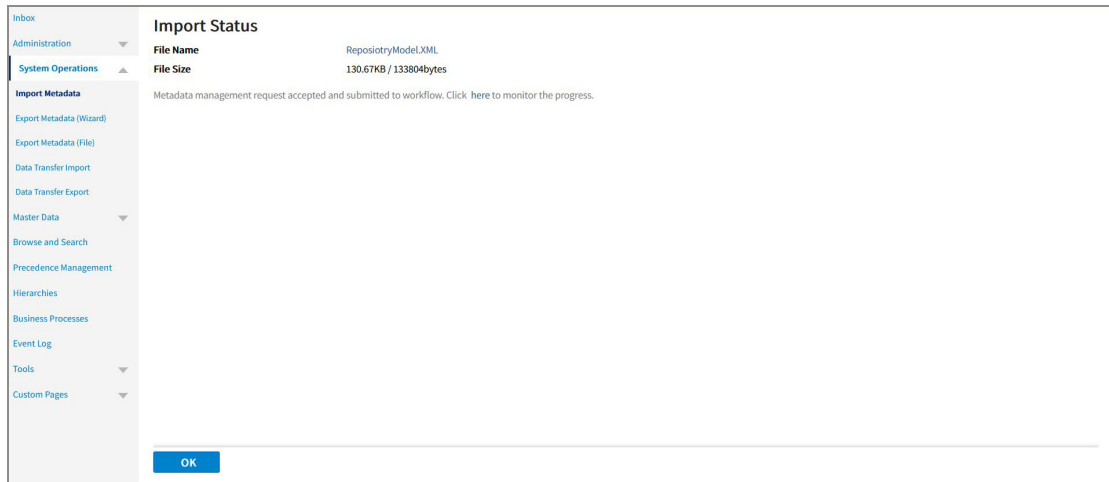 Inbox
Administration
System Operations
Import Metadata
Export Metadata (Wizard)
Export Metadata (File)
Data Transfer Import
Data Transfer Export
Master Data
Browse and Search
Precedence Management
Hierarchies
Business Processes
Event Log
Tools
Custom Pages
Import Status
File Name ReposiotryModel.XML
File Size 130.67KB / 133804bytes
Metadata management request accepted and submitted to workflow. Click here to monitor the progress.
OK